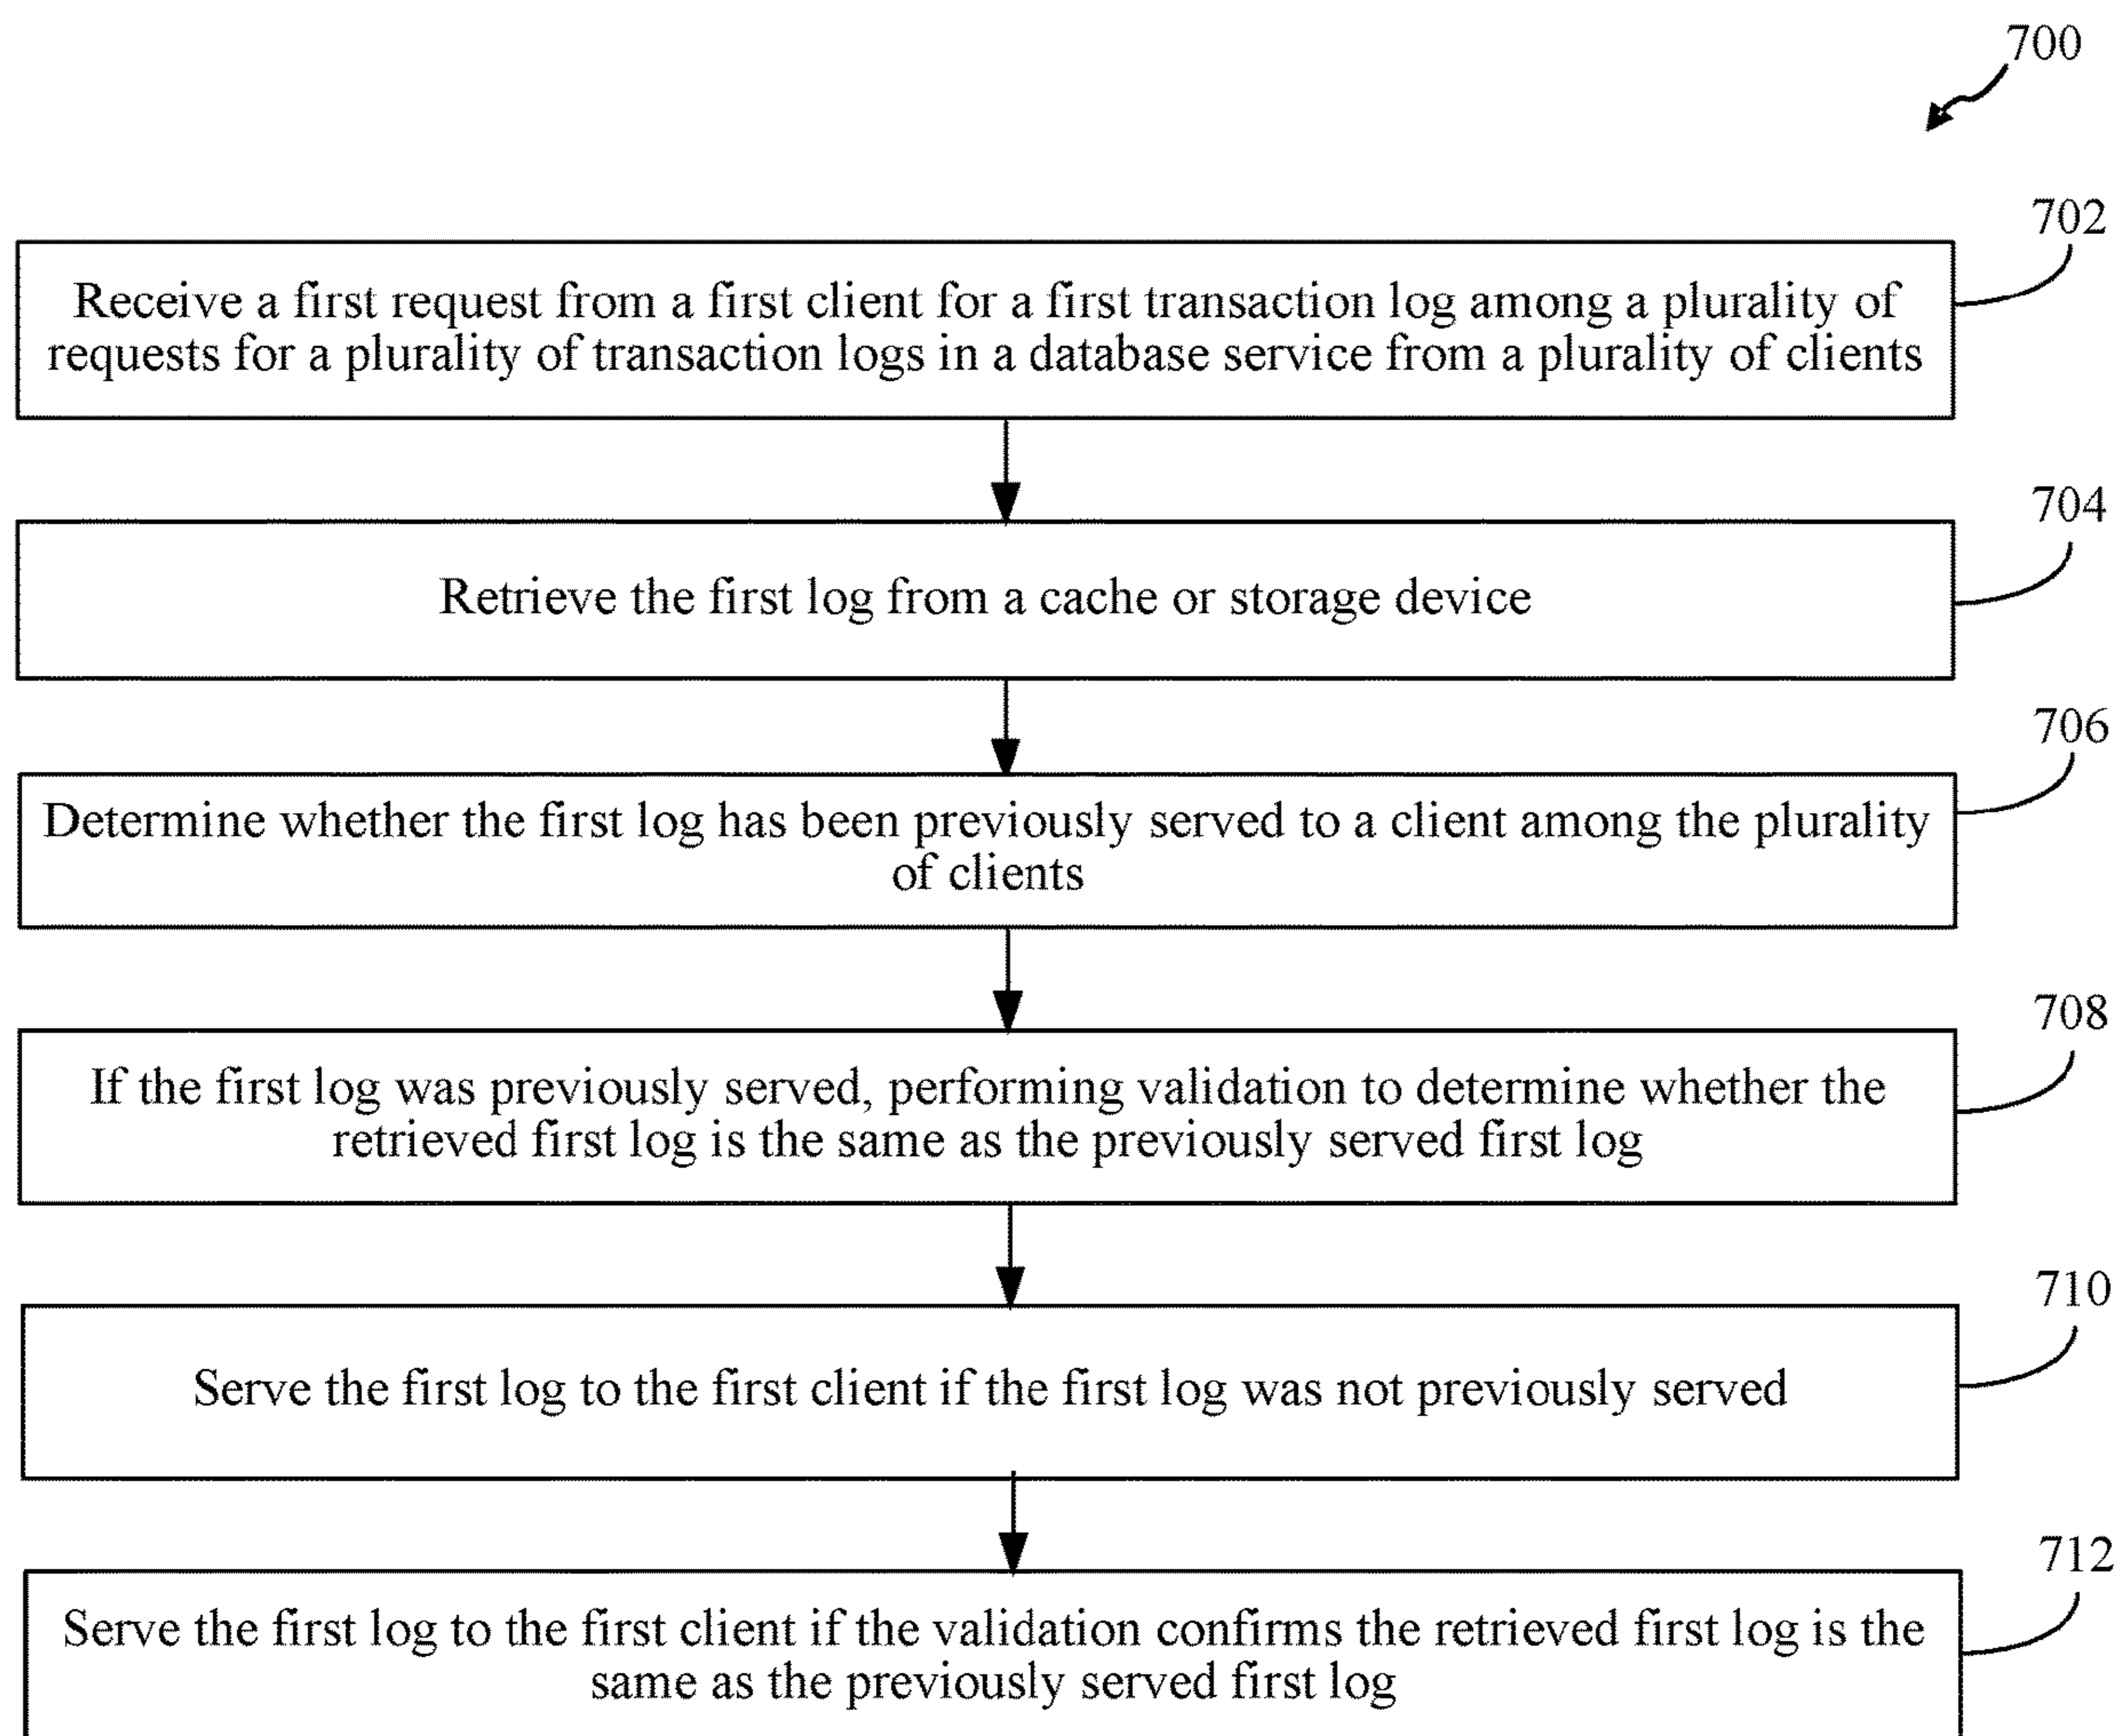 700
702
Receive a first request from a first client for a first transaction log among a plurality of
requests for a plurality of transaction logs in a database service from a plurality of clients
704
Retrieve the first log from a cache or storage device
706
Determine whether the first log has been previously served to a client among the plurality
of clients
708
If the first log was previously served, performing validation to determine whether the
retrieved first log is the same as the previously served first log
710
Serve the first log to the first client if the first log was not previously served
712
Serve the first log to the first client if the validation confirms the retrieved first log is the
same as the previously served first log